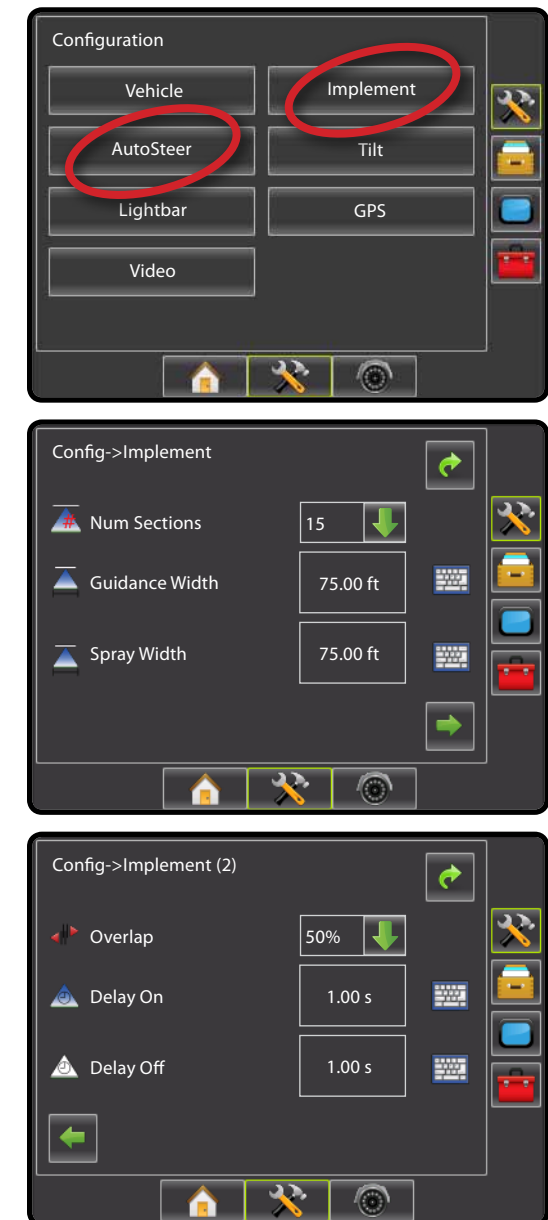 Configuration
Vehicle Implement
AutoSteer Tilt
Lightbar GPS
Video
Config->Implement
Num Sections 15
Guidance Width 75.00 ft
Spray Width 75.00 ft
Config->Implement (2)
Overlap 50%
Delay On 1.00 s
Delay Off 1.00 s